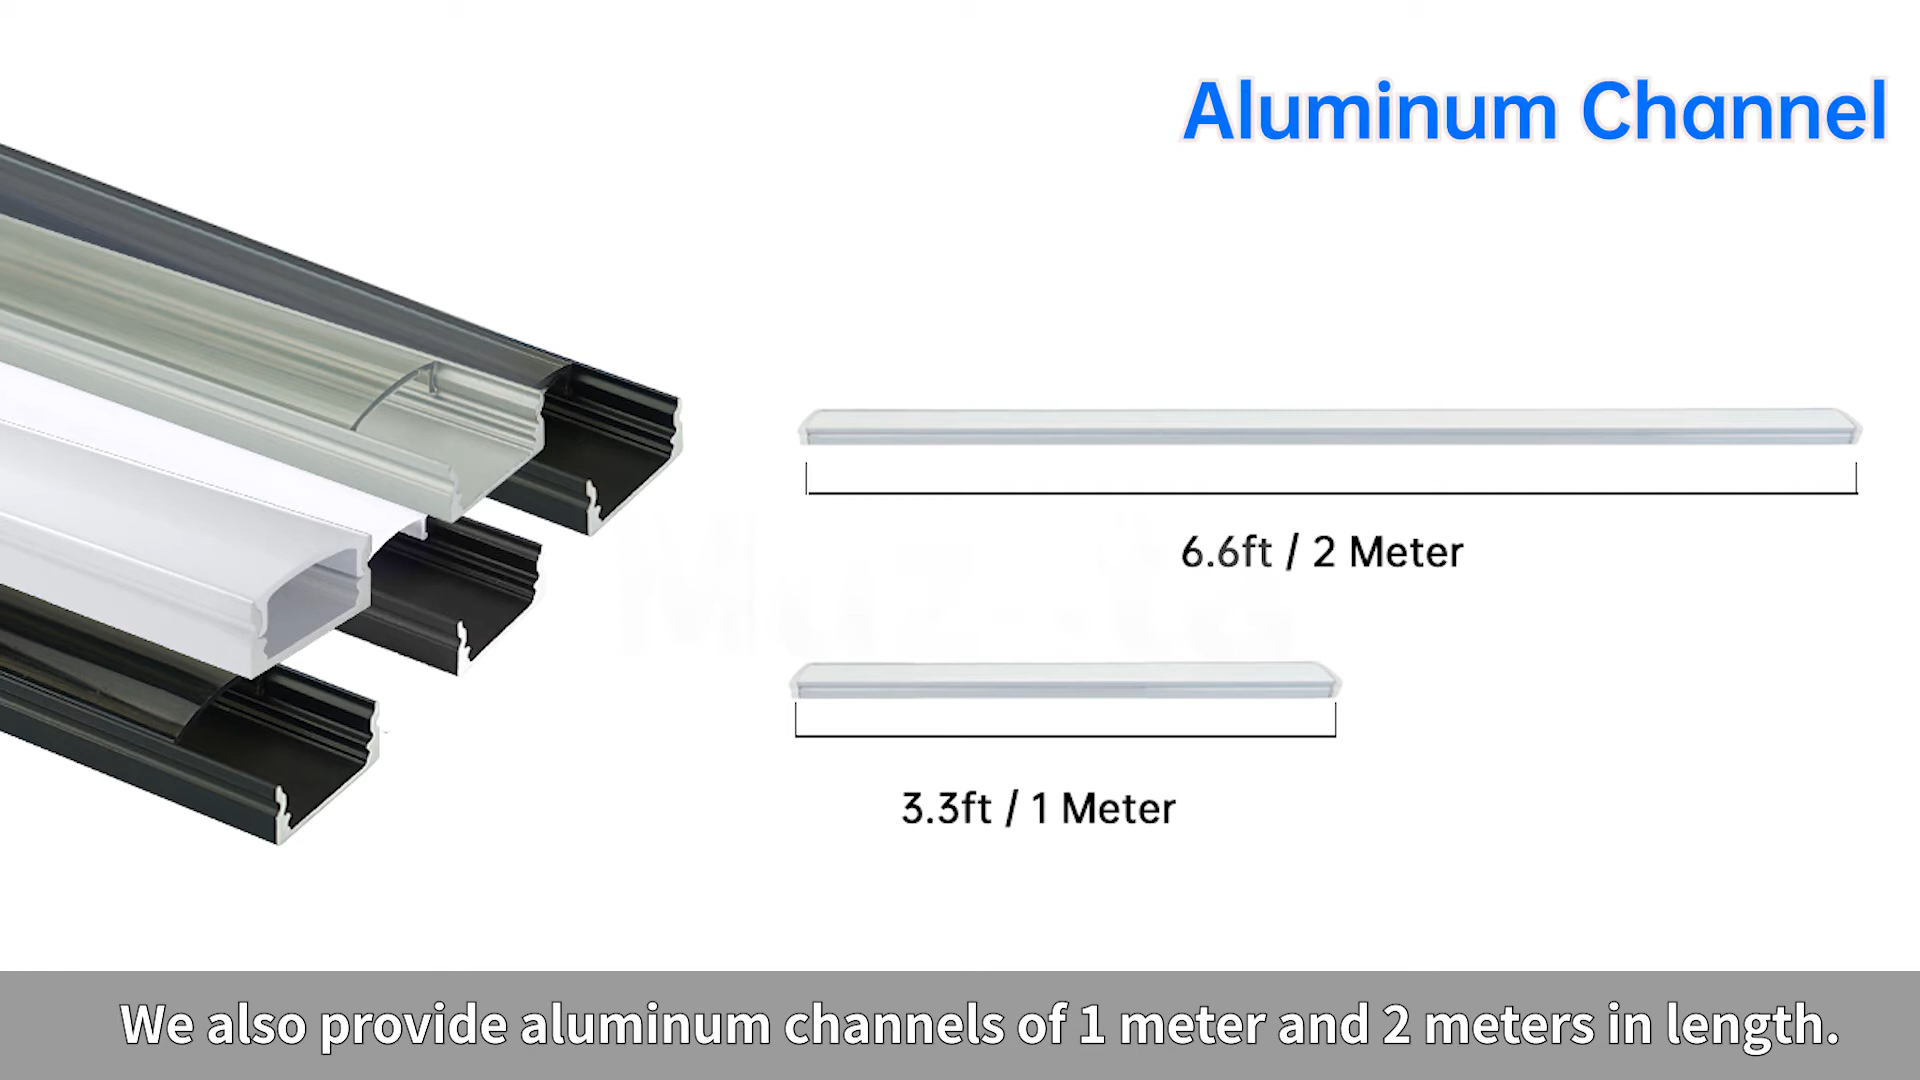 Aluminum Channel
6.6ft / 2 Meter
3.3ft / 1 Meter
We also provide aluminum channels of 1 meter and 2 meters in length.